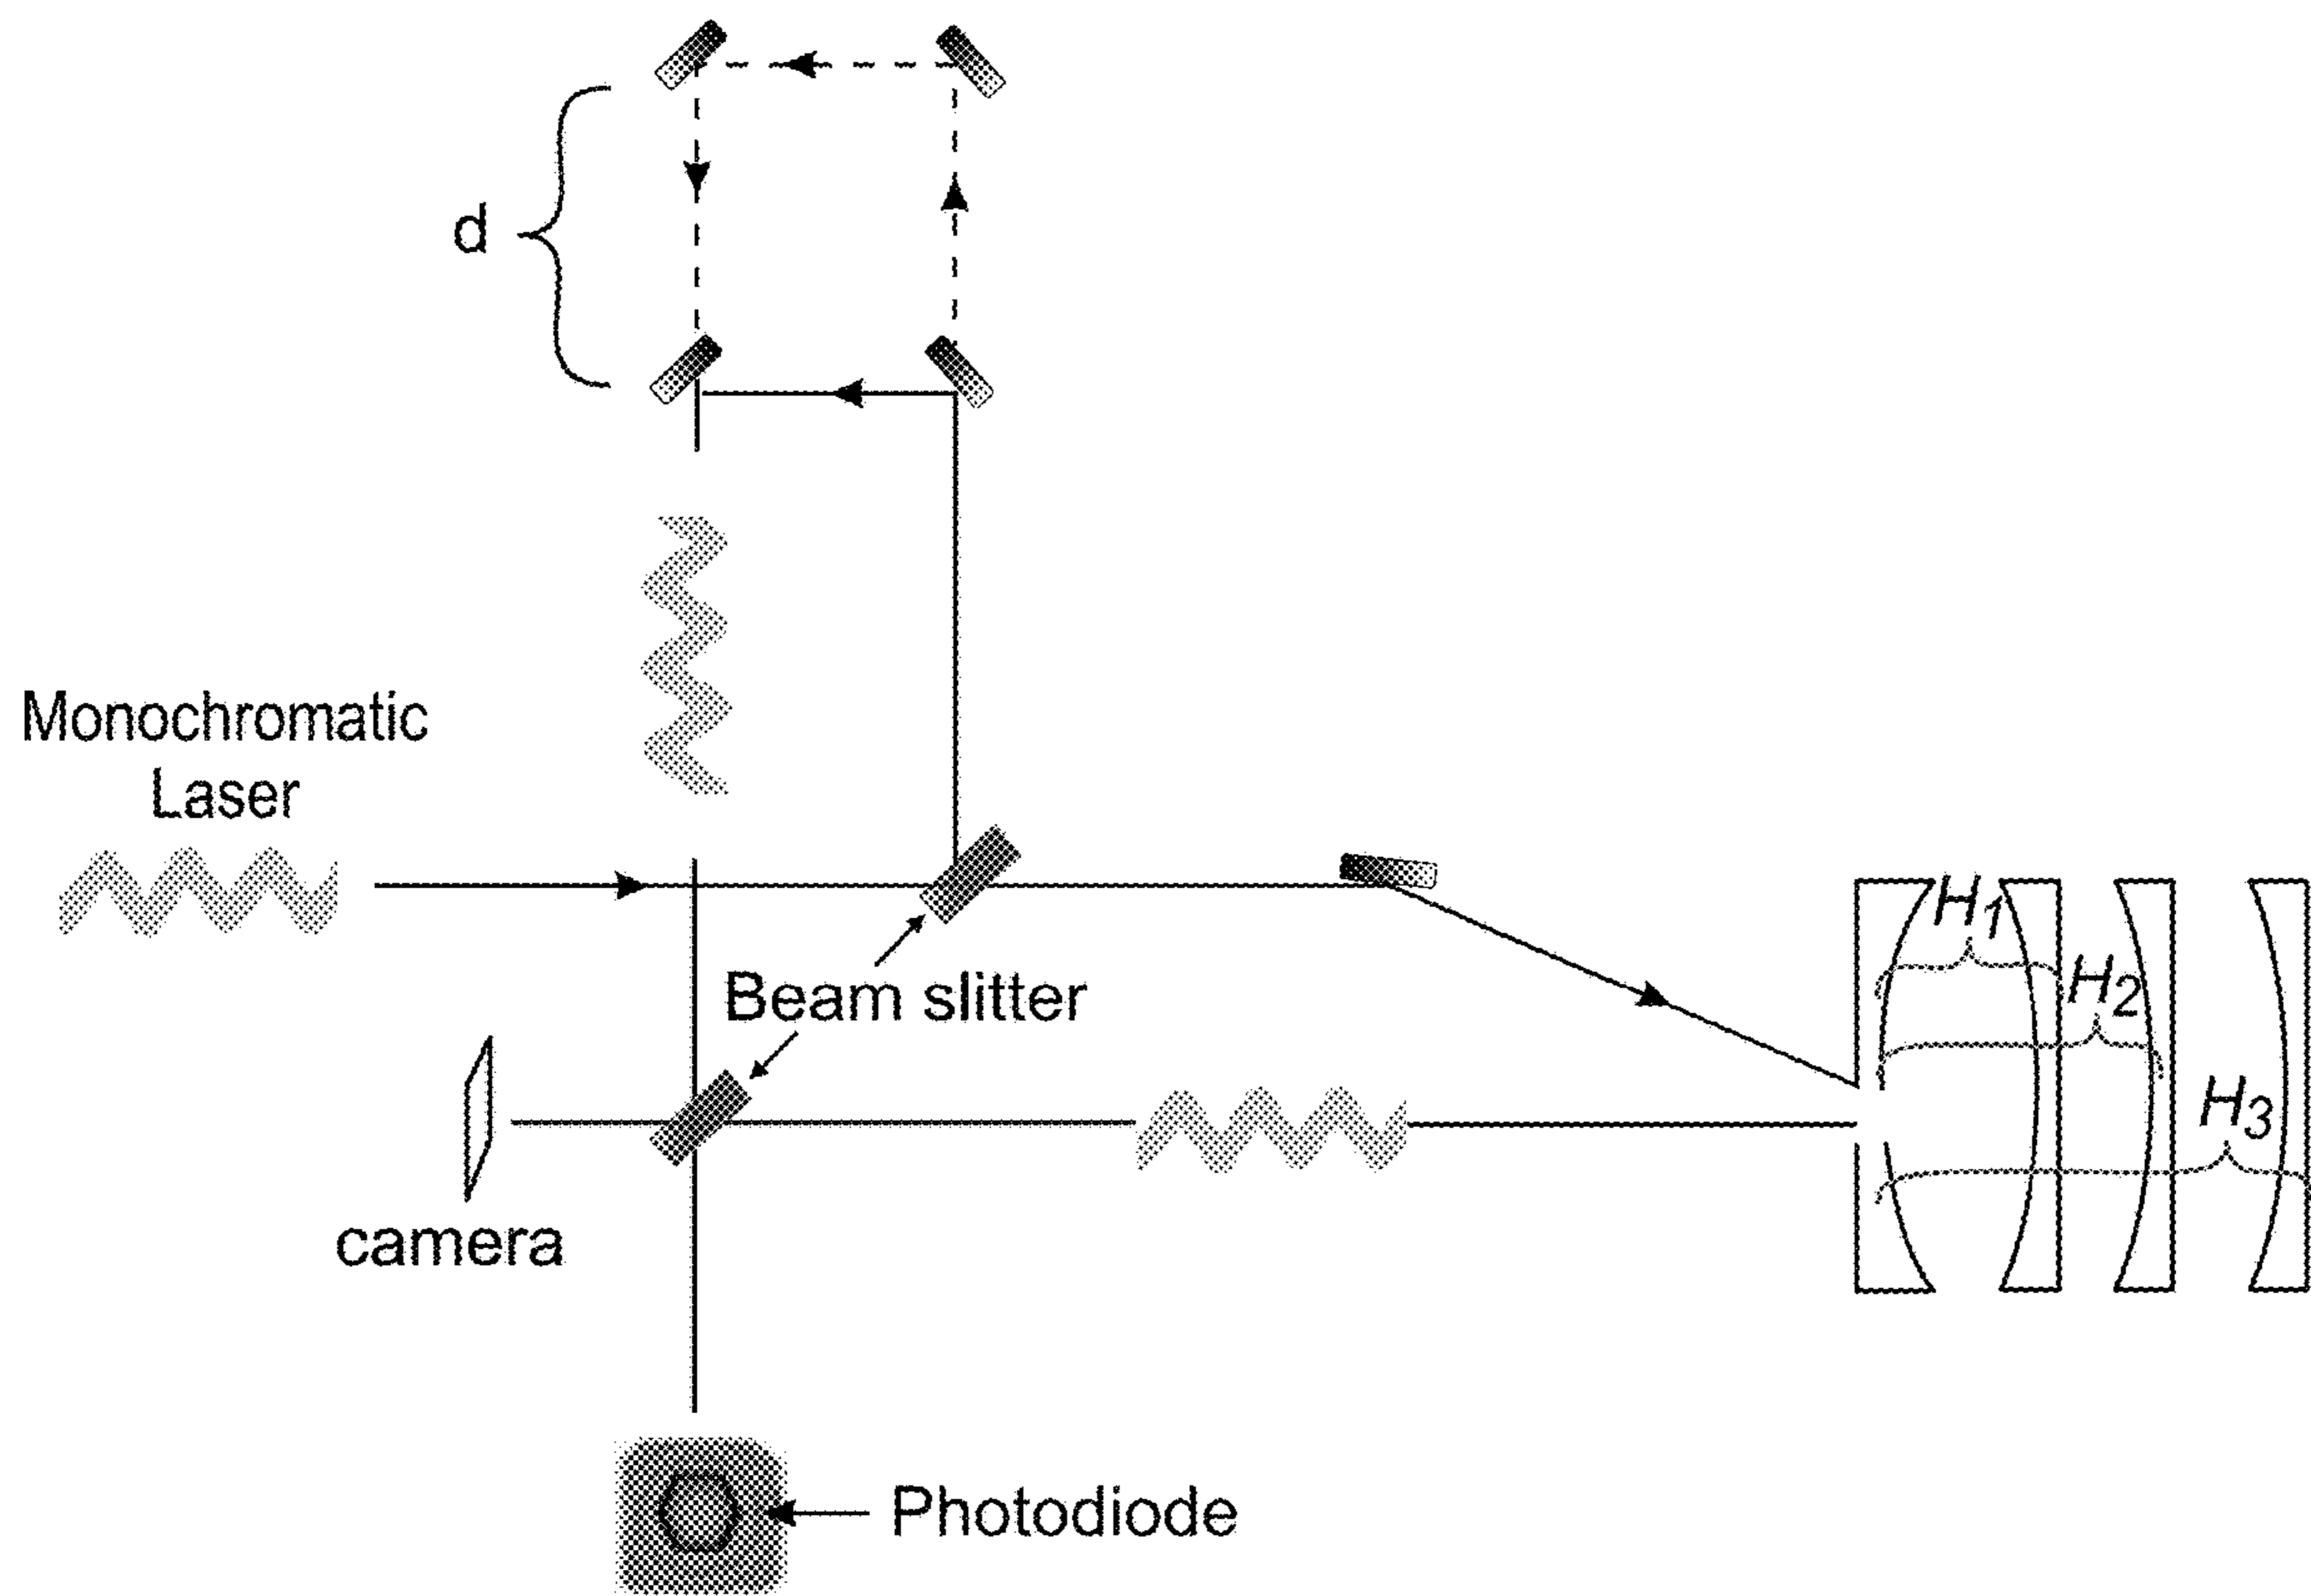 d
Monochromatic
Laser
H1
H2
H3
Beam slitter
camera
Photodiode